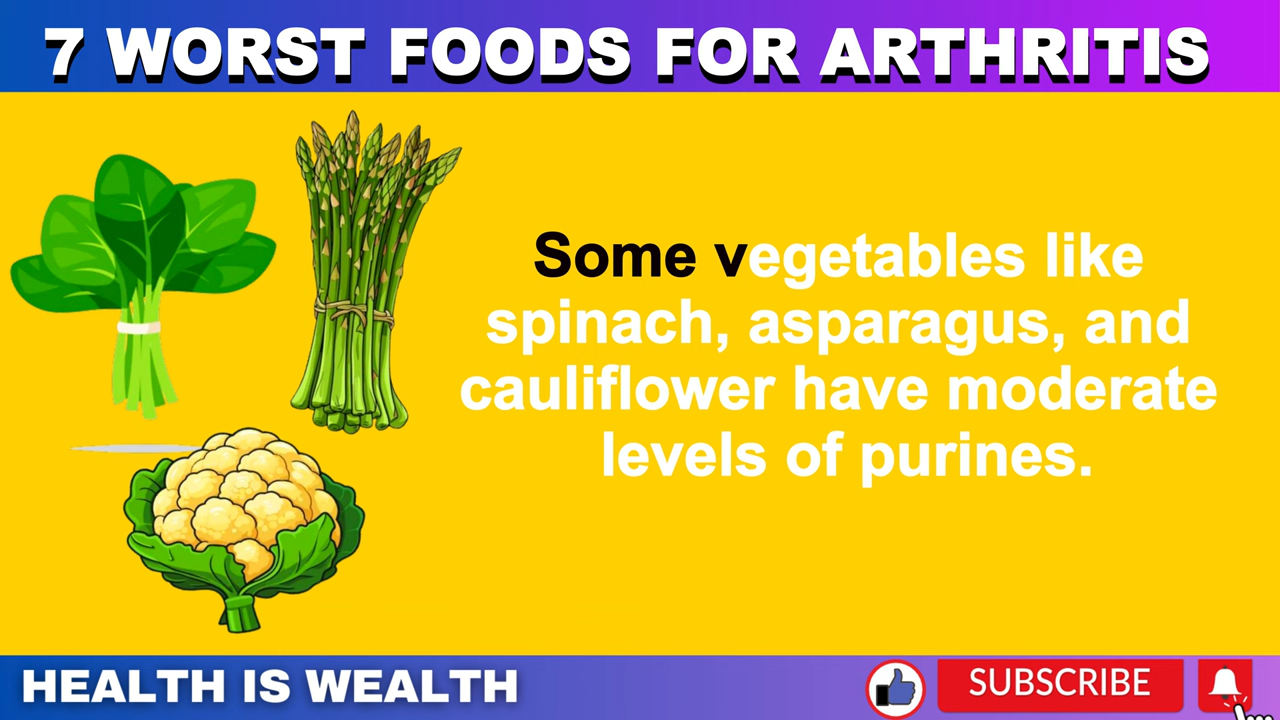 7 WORST FOODS FOR ARTHRITIS
Some vegetables like
spinach, asparagus, and
cauliflower have moderate
levels of purines.
HEALTH IS WEALTH
SUBSCRIBE